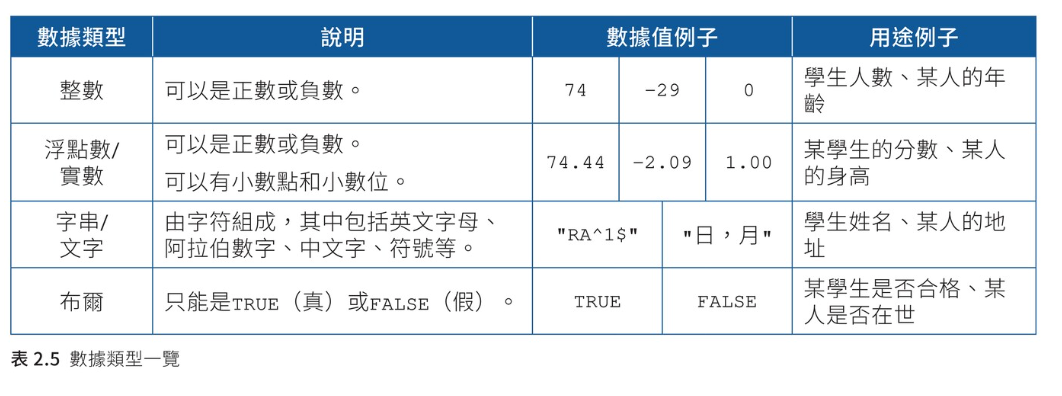 數據類型 說明 數據值例子 用途例子
整數 可以是正數或負數。 74 -29 0 學生人數、某人的年
齡
浮點數/
實數
可以是正數或負數。
可以有小數點和小數位。
74.44 -2.09 1.00
某學生的分數、某人
的身高
字串/
文字
由字符組成，其中包括英文字母、
阿拉伯數字、中文字、符號等。
"RA^1$" "日，月"
學生姓名、某人的地
址
布爾 只能是TRUE（真）或FALSE（假）。 TRUE FALSE
某學生是否合格、某
人是否在世
表 2.5 數據類型一覽